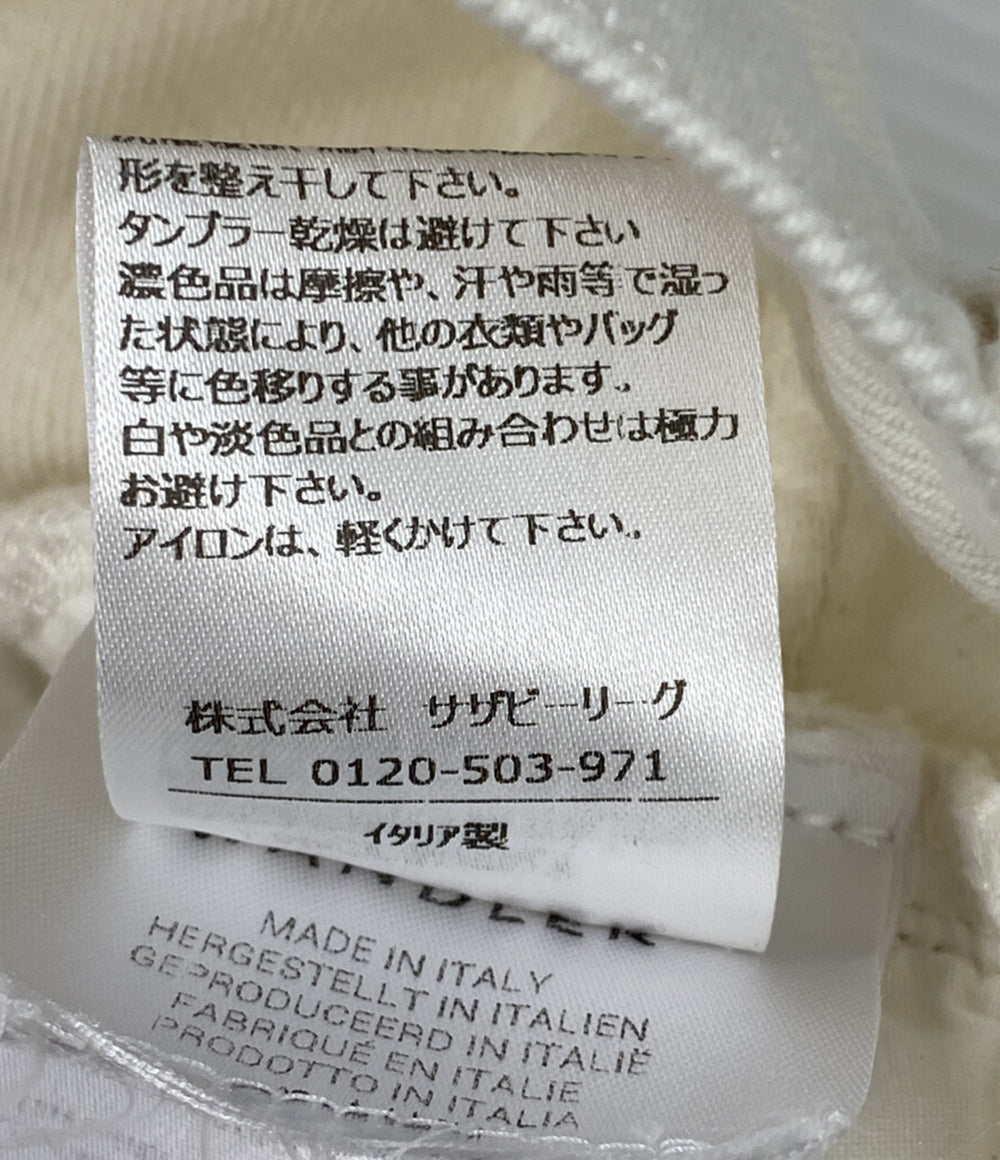 形を整え干して下さい。
タンブラー乾燥は避けて下さい
濃色品は摩擦や、汗や雨等で湿っ
た状態により、他の衣類やバッグ
等に色移りする事があります。
白や淡色品との組み合わせは極力
お避け下さい。
アイロンは、軽くかけて下さい。
株式会社 サザビーリーグ
TEL 0120-503-971
イタリア製
MADE IN ITALY
HERGESTELLT IN ITALIEN
GEPRODUCEERD IN ITALIË
FABRIQUÉ EN ITALIE
PRODOTTO IN ITALIA